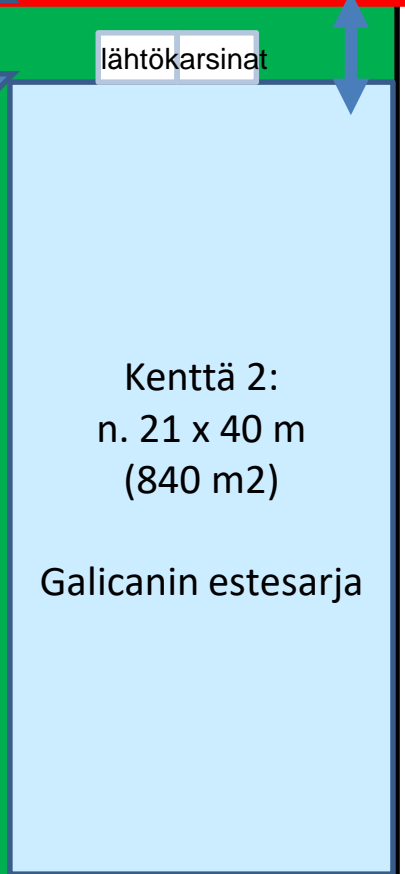 lähtökarsinat
Kenttä 2:
n. 21 x 40 m
(840 m2)
Galicanin estesarja